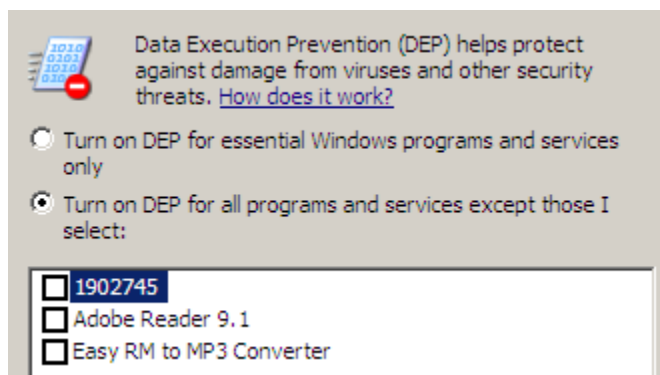 Data Execution Prevention (DEP) helps protect
against damage from viruses and other security
threats. How does it work?
Turn on DEP for essential Windows programs and services
only
Turn on DEP for all programs and services except those I
select:
1902745
Adobe Reader 9.1
Easy RM to MP3 Converter